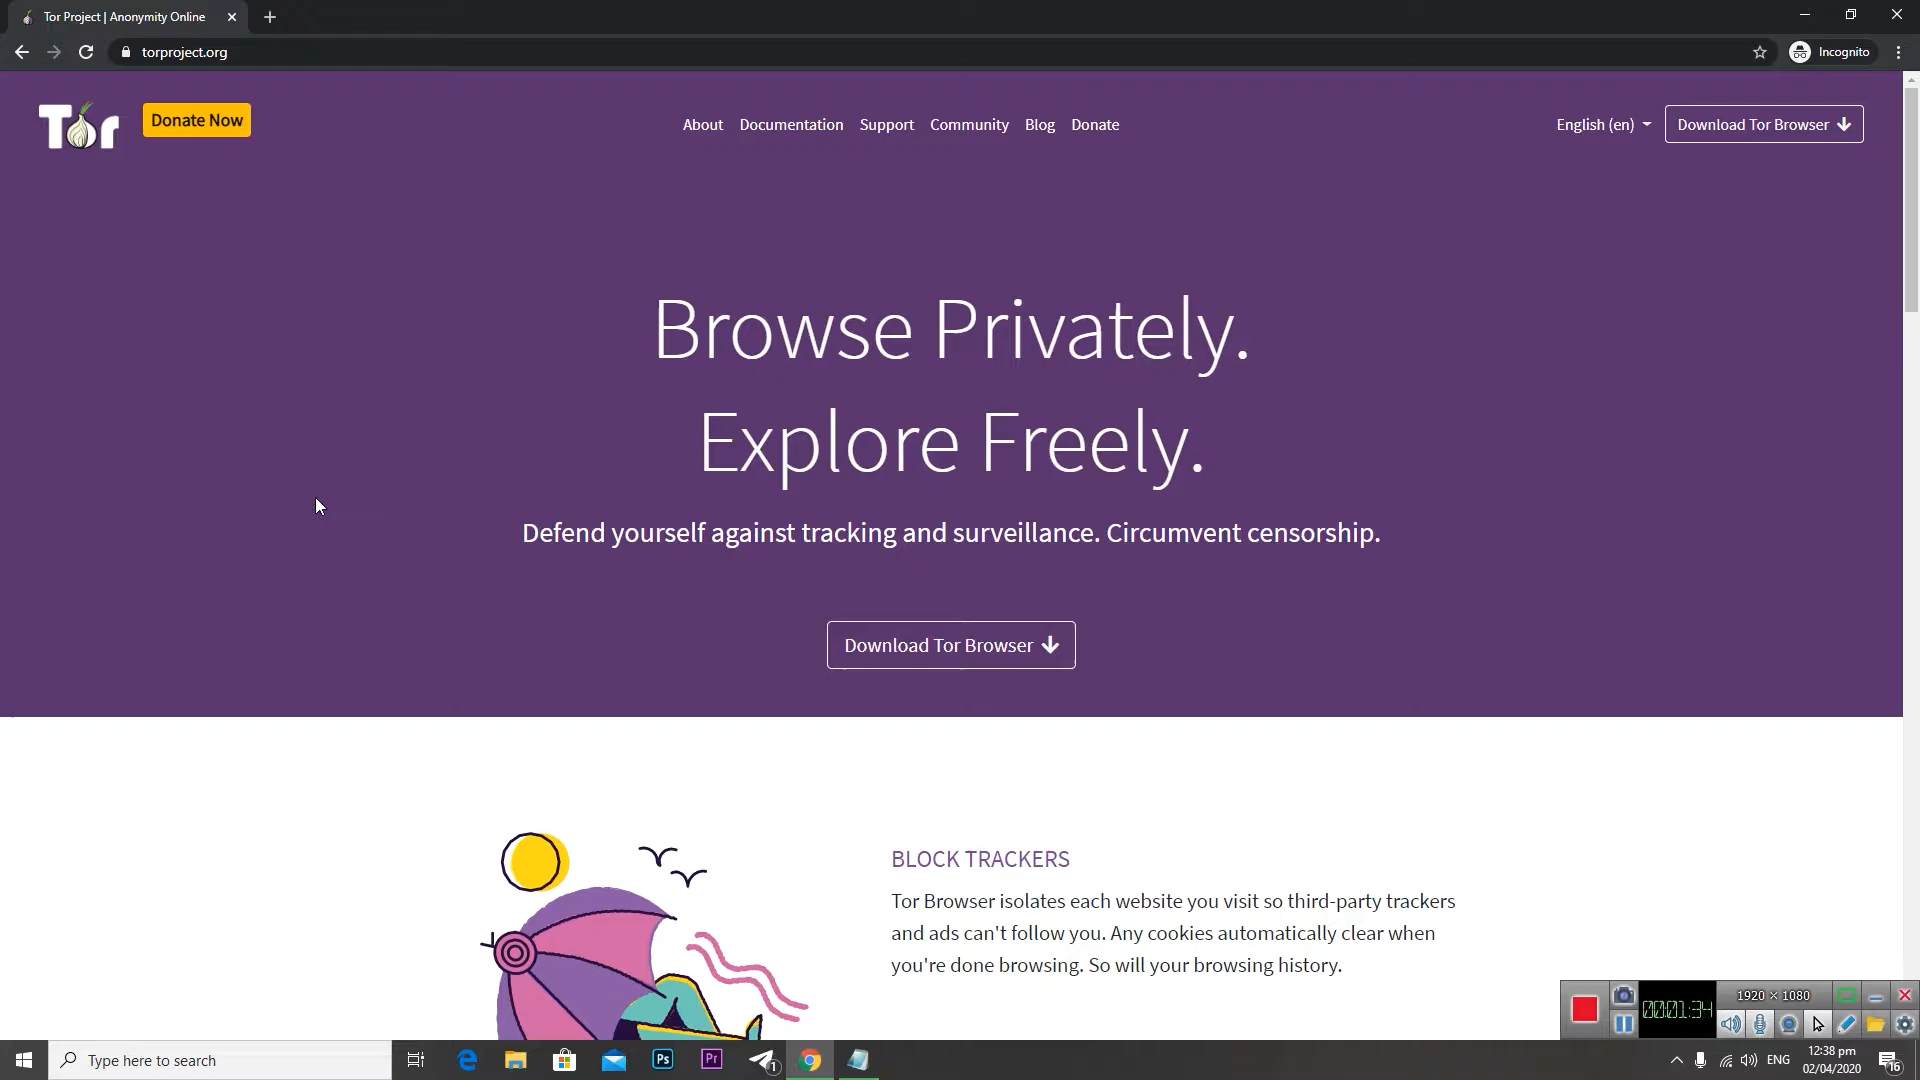 Tor Project | Anonymity Online
torproject.org
Incognito
Tor
Donate Now
About
Documentation
Support
Community
Blog
Donate
English (en)
Download Tor Browser
Browse Privately.
Explore Freely.
Defend yourself against tracking and surveillance. Circumvent censorship.
Download Tor Browser
BLOCK TRACKERS
Tor Browser isolates each website you visit so third-party trackers
and ads can't follow you. Any cookies automatically clear when
you're done browsing. So will your browsing history.
1920 × 1080
00:01:34
Type here to search
Ps
Pr
1
ENG
12:38 pm
02/04/2020
16